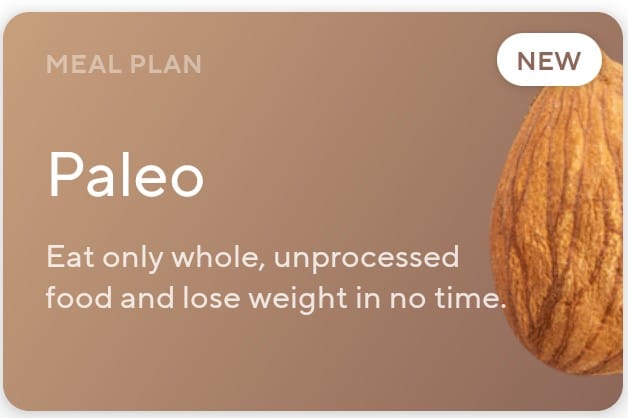 MEAL PLAN
NEW
Paleo
Eat only whole, unprocessed
food and lose weight in no time.